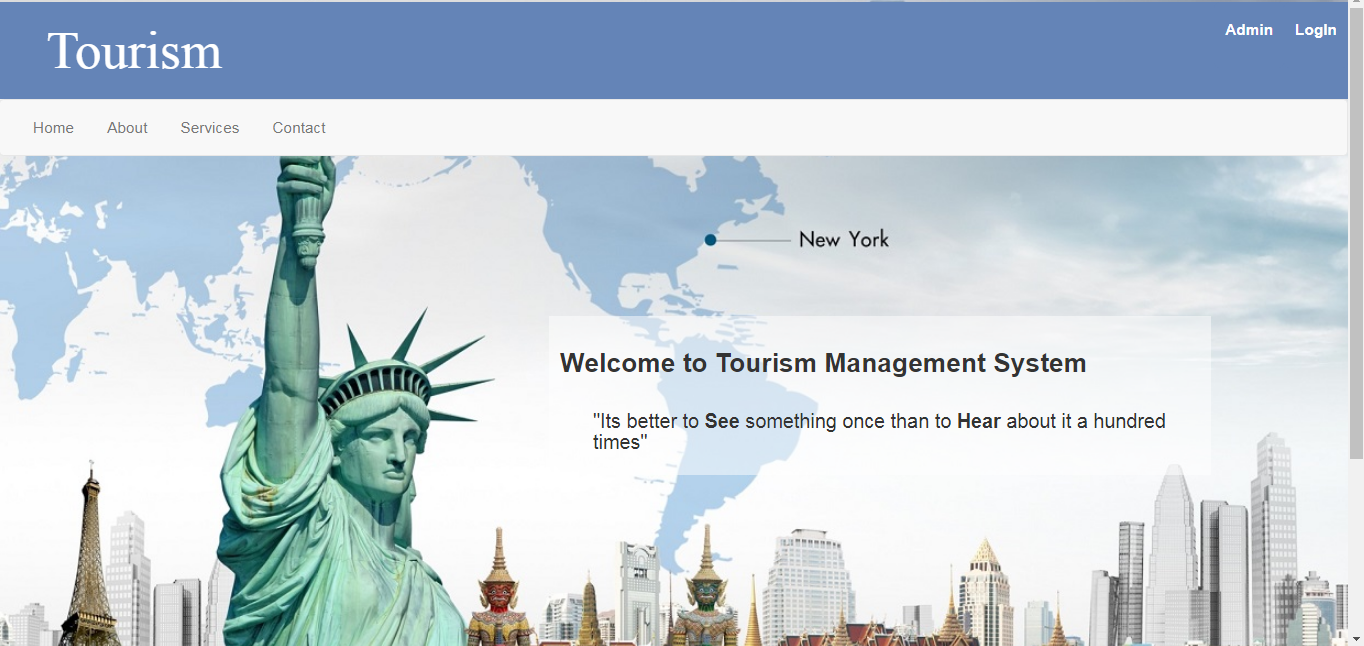 Tourism
Admin LogIn
Home About Services Contact
New York
Welcome to Tourism Management System
"Its better to See something once than to Hear about it a hundred
times"